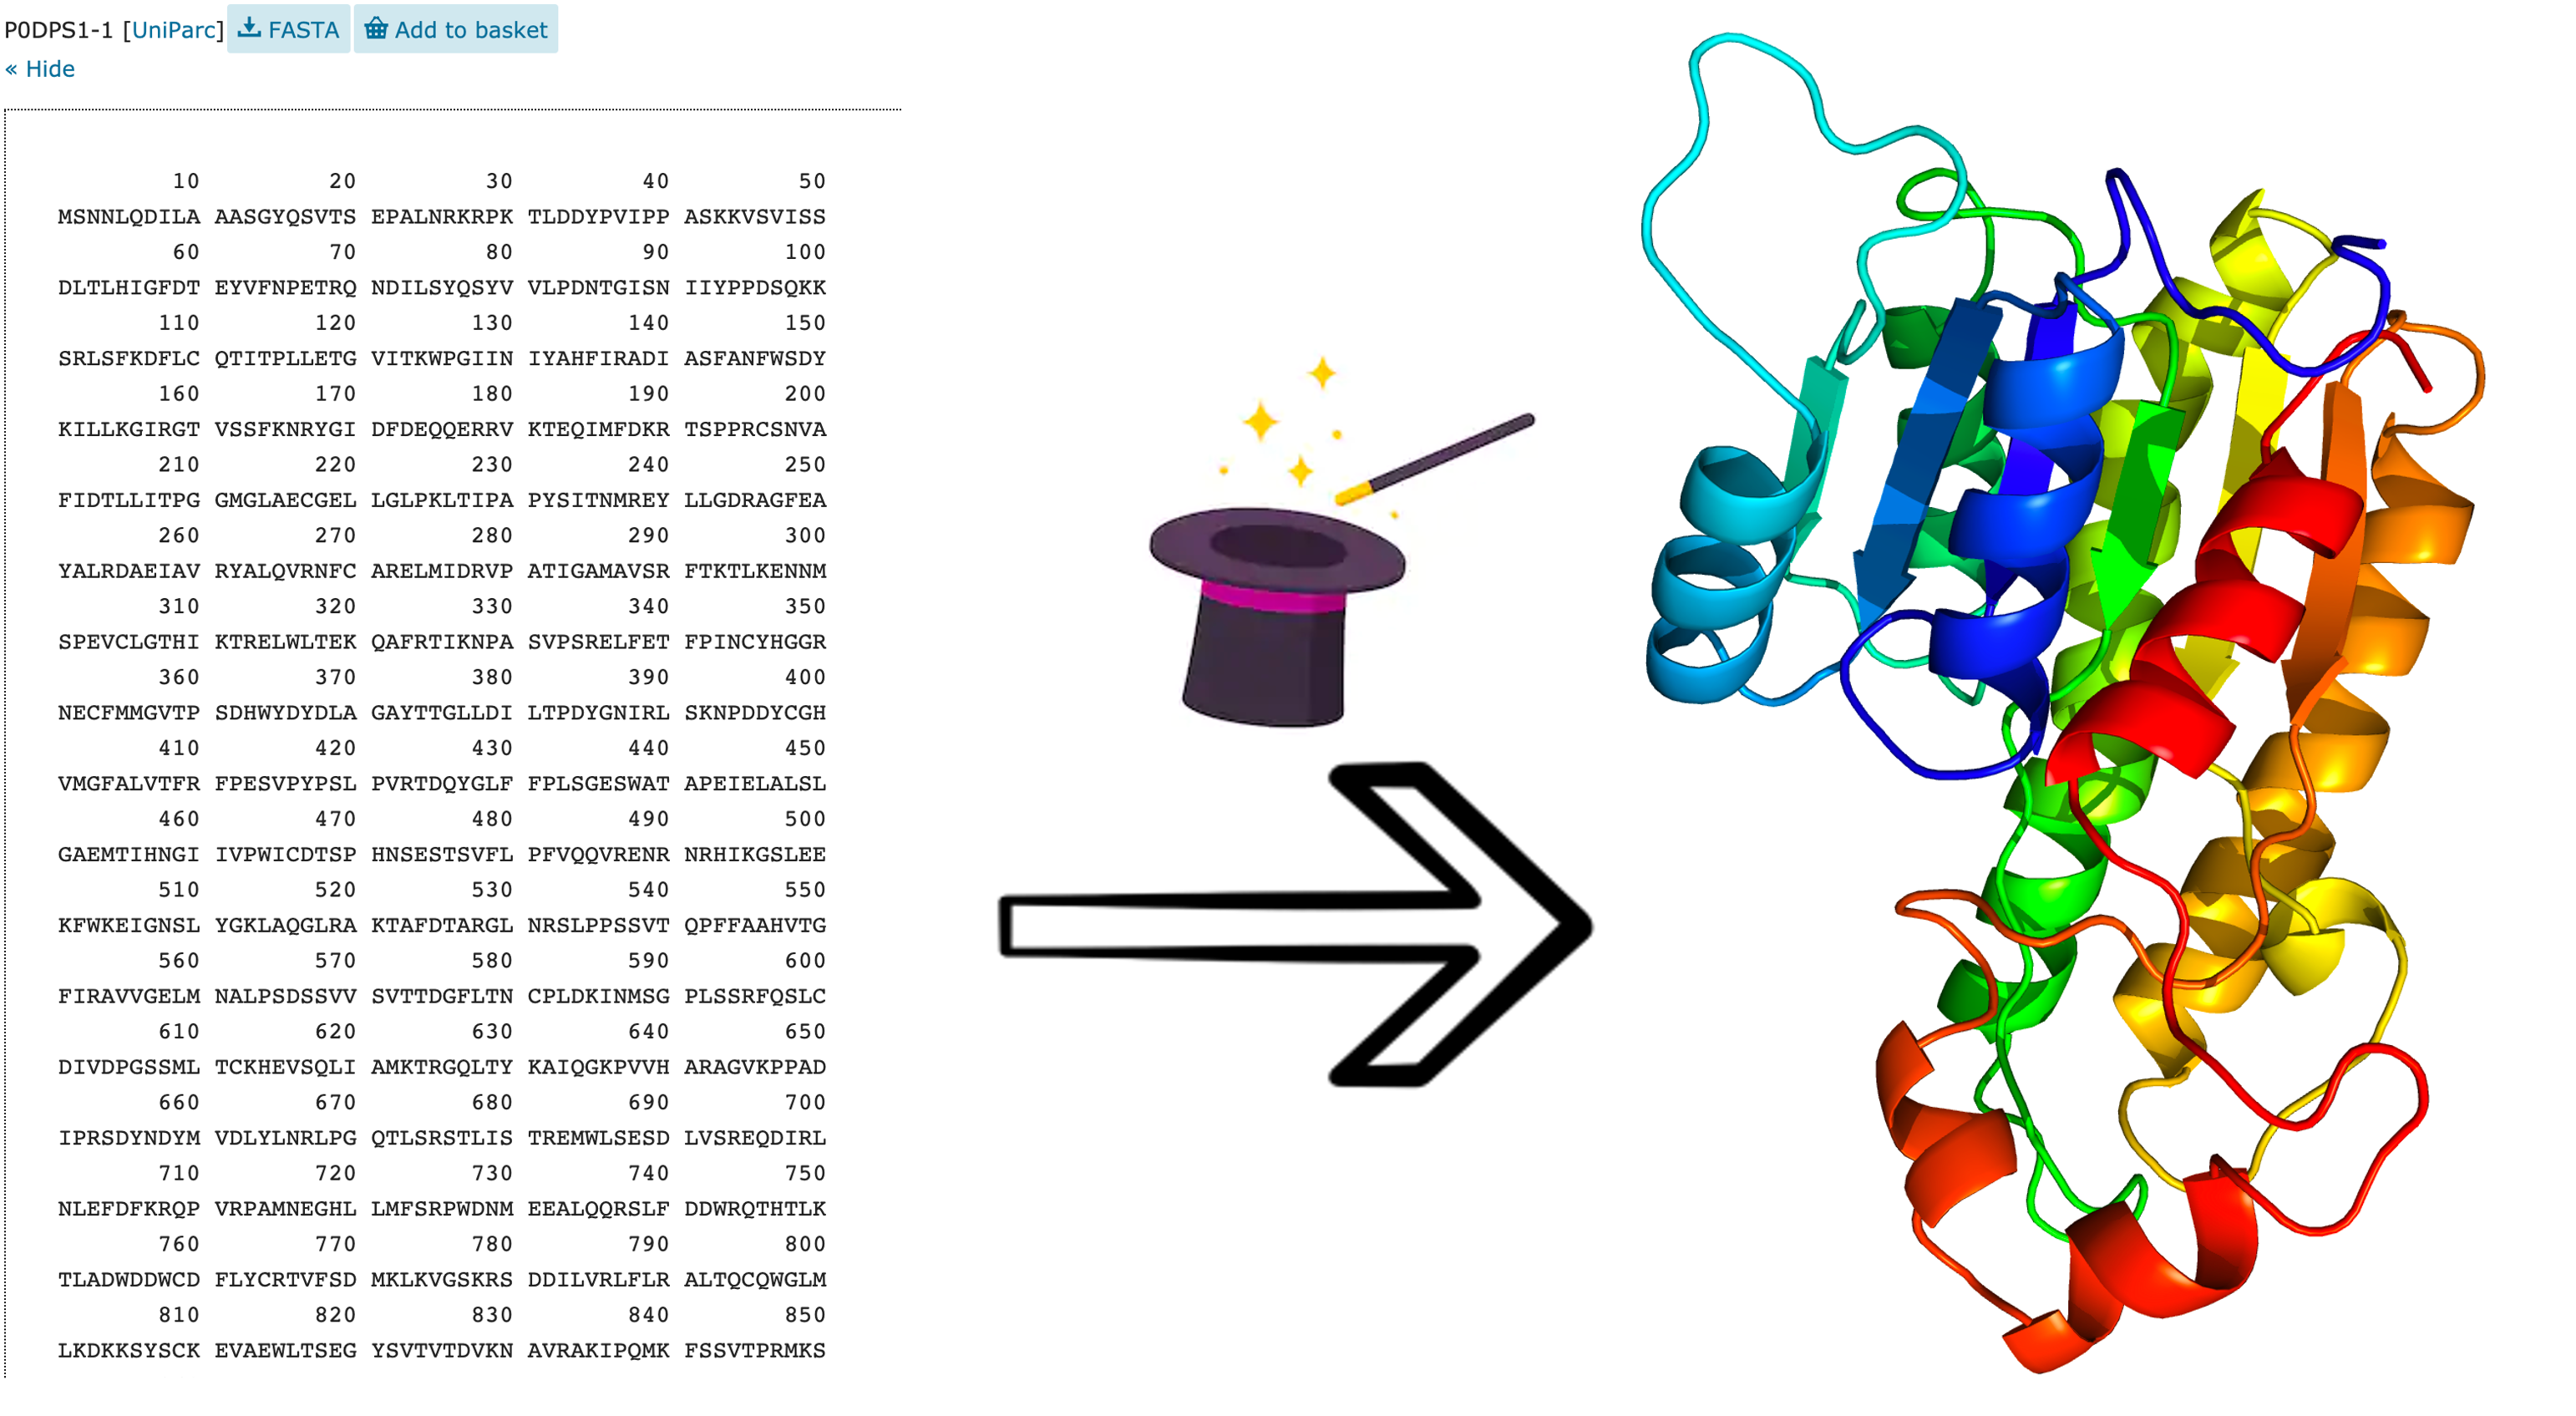 P0DPS1-1 [UniParc] FASTA Add to basket
« Hide
10 20 30 40 50
MSNNLQDILA AASGYQSVTS EPALNRKRPK TLDDYPVIPP ASKKVSVISS
60 70 80 90 100
DLTLHIGFDT EYVFNPETRQ NDILSYQSYV VLPDNTGISN IIYPPDSQKK
110 120 130 140 150
SRLSFKDFLC QTITPLLETG VITKWPGIIN IYAHFIRADI ASFANFWSDY
160 170 180 190 200
KILLKGIRGT VSSFKNRYGI DFDEQQERRV KTEQIMFDKR TSPPRCSNVA
210 220 230 240 250
FIDTLLITPG GMGLAECGEL LGLPKLTIPA PYSITNMREY LLGDRAGFEA
260 270 280 290 300
YALRDAEIAV RYALQVRNFC ARELMIDRVP ATIGAMAVSR FTKTLKENNM
310 320 330 340 350
SPEVCLGTHI KTRELWLTEK QAFRTIKNPA SVPSRELFET FPINCYHGGR
360 370 380 390 400
NECFMMGVTP SDHWYDYDLA GAYTTGLLDI LTPDYGNIRL SKNPDDYCGH
410 420 430 440 450
VMGFALVTFR FPESVPYPSL PVRTDQYGLF FPLSGESWAT APEIELALSL
460 470 480 490 500
GAEMTIHNGI IVPWICDTSP HNSESTSVFL PFVQQVRENR NRHIKGSLEE
510 520 530 540 550
KFWKEIGNSL YGKLAQGLRA KTAFDTARGL NRSLPPSSVT QPFFAAHVTG
560 570 580 590 600
FIRAVVGELM NALPSDSSVV SVTTDGFLTN CPLDKINMSG PLSSRFQSLC
610 620 630 640 650
DIVDPGSSML TCKHEVSQLI AMKTRGQLTY KAIQGKPVVH ARAGVKPPAD
660 670 680 690 700
IPRSDYNDYM VDLYLNRLPG QTLSRSTLIS TREMWLSESD LVSREQDIRL
710 720 730 740 750
NLEFDFKRQP VRPAMNEGHL LMFSRPWDNM EEALQQRSLF DDWRQTHTLK
760 770 780 790 800
TLADWDDWCD FLYCRTVFSD MKLKVGSKRS DDILVRLFLR ALTQCQWGLM
810 820 830 840 850
LKDKKSYSCK EVAEWLTSEG YSVTVTDVKN AVRAKIPQMK FSSVTPRMKS